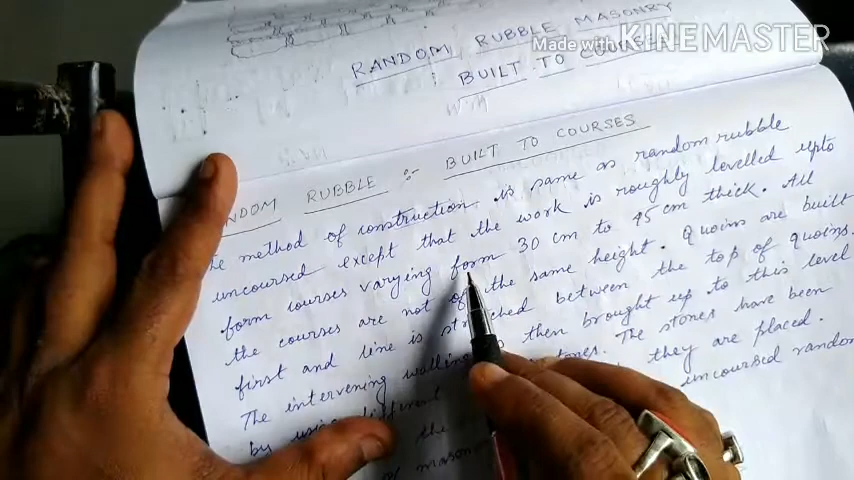 RANDOM RUBBLE MASONRY
BUILT TO COURSES
Made with KINEMASTER
NDOM RUBBLE :- BUILT TO COURSES
method of construction is same as random rubble
uncoursed except that the work is roughly levelled upto
form courses varying form 30 cm to 45 cm thick. All
the courses are not of the same height. Quoins are built
first and line is stretched between the top of quoins.
The intervening walling is then brought up to this level
by using different stones. The stones have been
the they are placed.
of mason uncoursed random